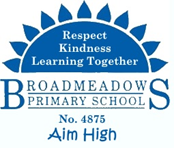 Respect
Kindness
Learning Together
BROADMEADOWS
PRIMARY SCHOOL
No. 4875
Aim High